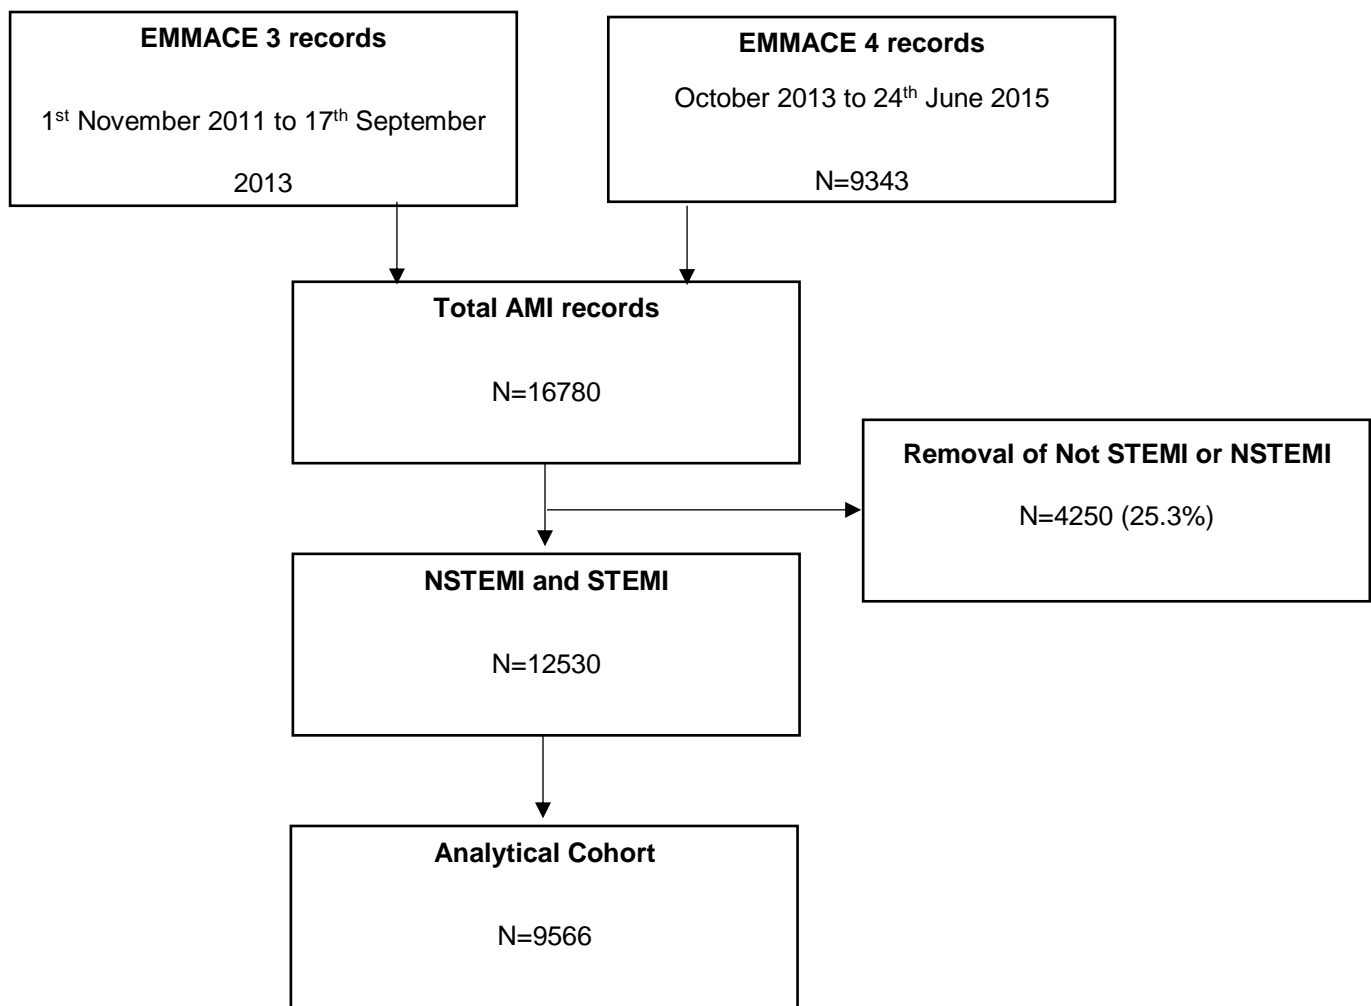 EMMACE 3 records
1st November 2011 to 17th September
2013
EMMACE 4 records
October 2013 to 24th June 2015
N=9343
Total AMI records
N=16780
Removal of Not STEMI or NSTEMI
N=4250 (25.3%)
NSTEMI and STEMI
N=12530
Analytical Cohort
N=9566